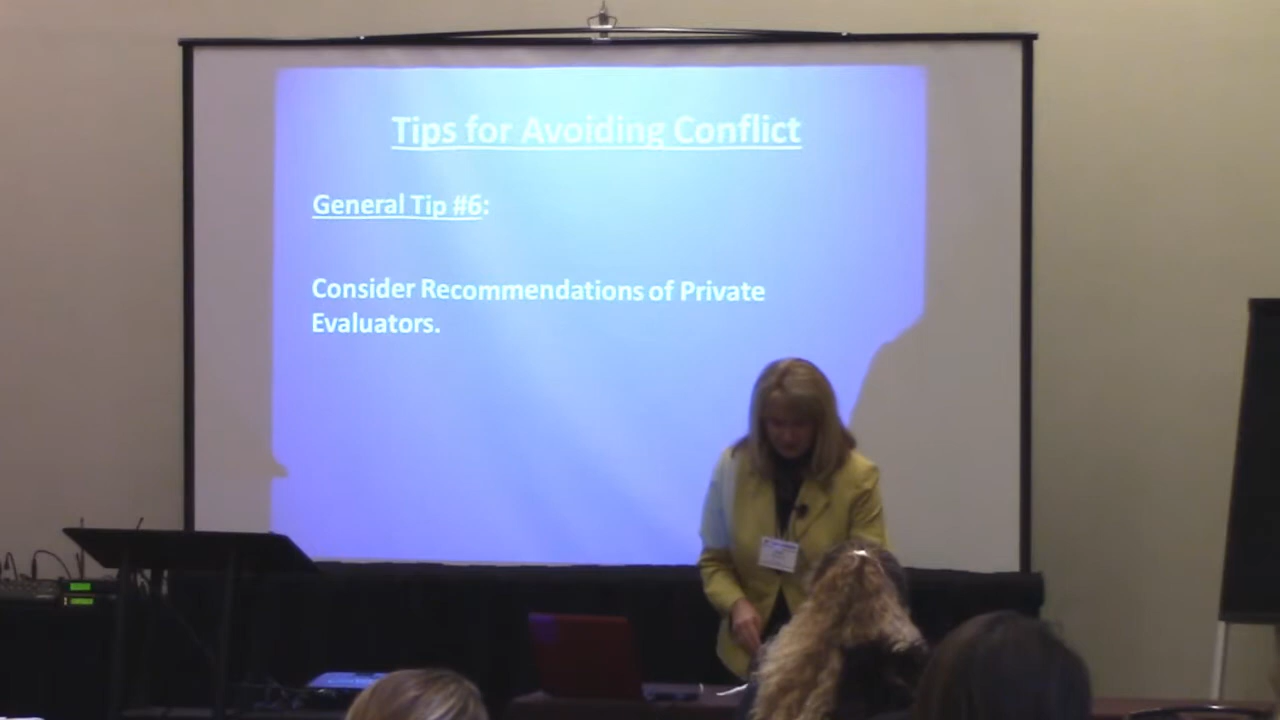 Tips for Avoiding Conflict
General Tip #6:
Consider Recommendations of Private
Evaluators.